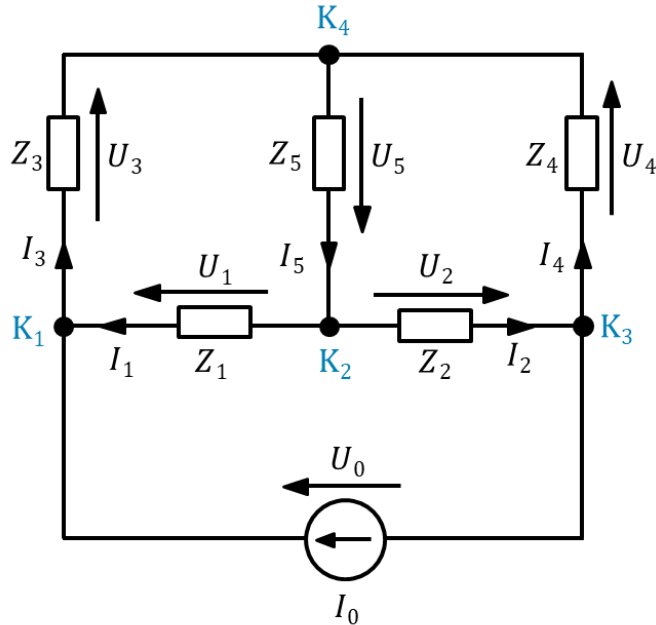 K₄
Z₃ U₃ Z₅ U₅ Z₄ U₄
I₃ I₅ I₄
U₁ U₂
K₁ I₁ Z₁ K₂ Z₂ I₂ K₃
U₀
I₀